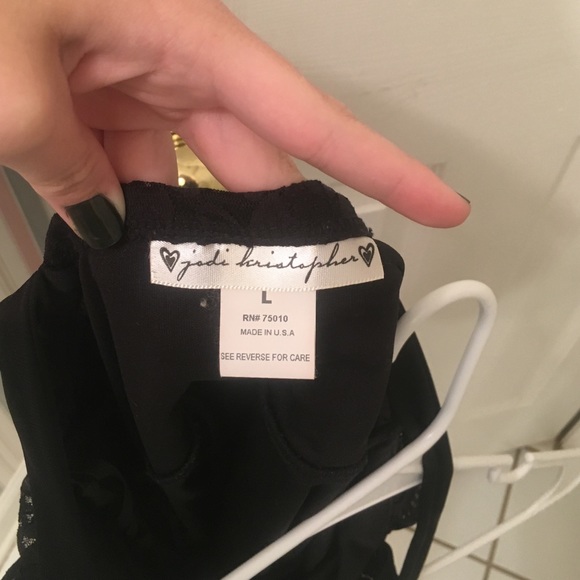 jodi kristopher
L
RN# 75010
MADE IN U.S.A
SEE REVERSE FOR CARE